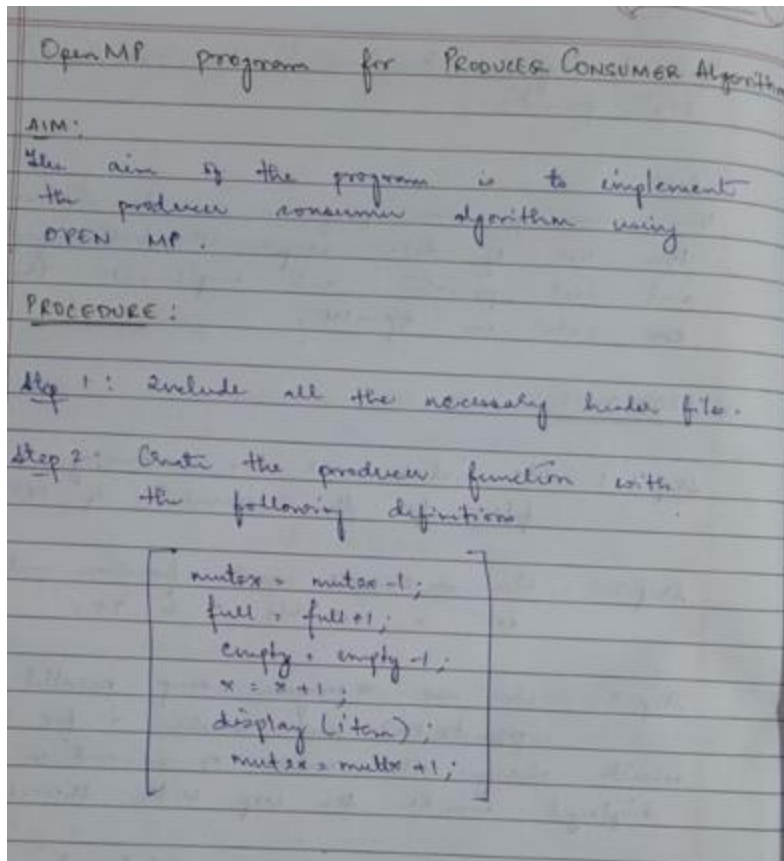 OpenMP program for PRODUCER CONSUMER Algorithm
AIM:
The aim of the program is to implement
the producer consumer algorithm using
OPEN MP.
PROCEDURE:
Step 1: Include all the necessary header files.
Step 2: Create the producer function with
the following definitions
mutex = mutex-1;
full = full+1;
empty = empty-1;
x = x+1;
display (item);
mutex = mutex +1;